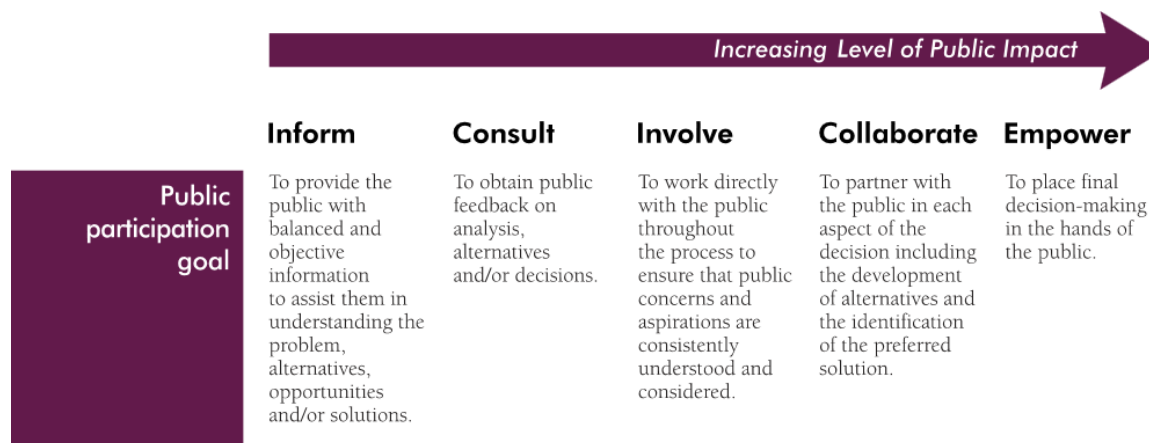 Increasing Level of Public Impact
Inform
Consult
Involve
Collaborate
Empower
Public
participation
goal
To provide the
public with
balanced and
objective
information
to assist them in
understanding the
problem,
alternatives,
opportunities
and/or solutions.
To obtain public
feedback on
analysis,
alternatives
and/or decisions.
To work directly
with the public
throughout
the process to
ensure that public
concerns and
aspirations are
consistently
understood and
considered.
To partner with
the public in each
aspect of the
decision including
the development
of alternatives and
the identification
of the preferred
solution.
To place final
decision-making
in the hands of
the public.